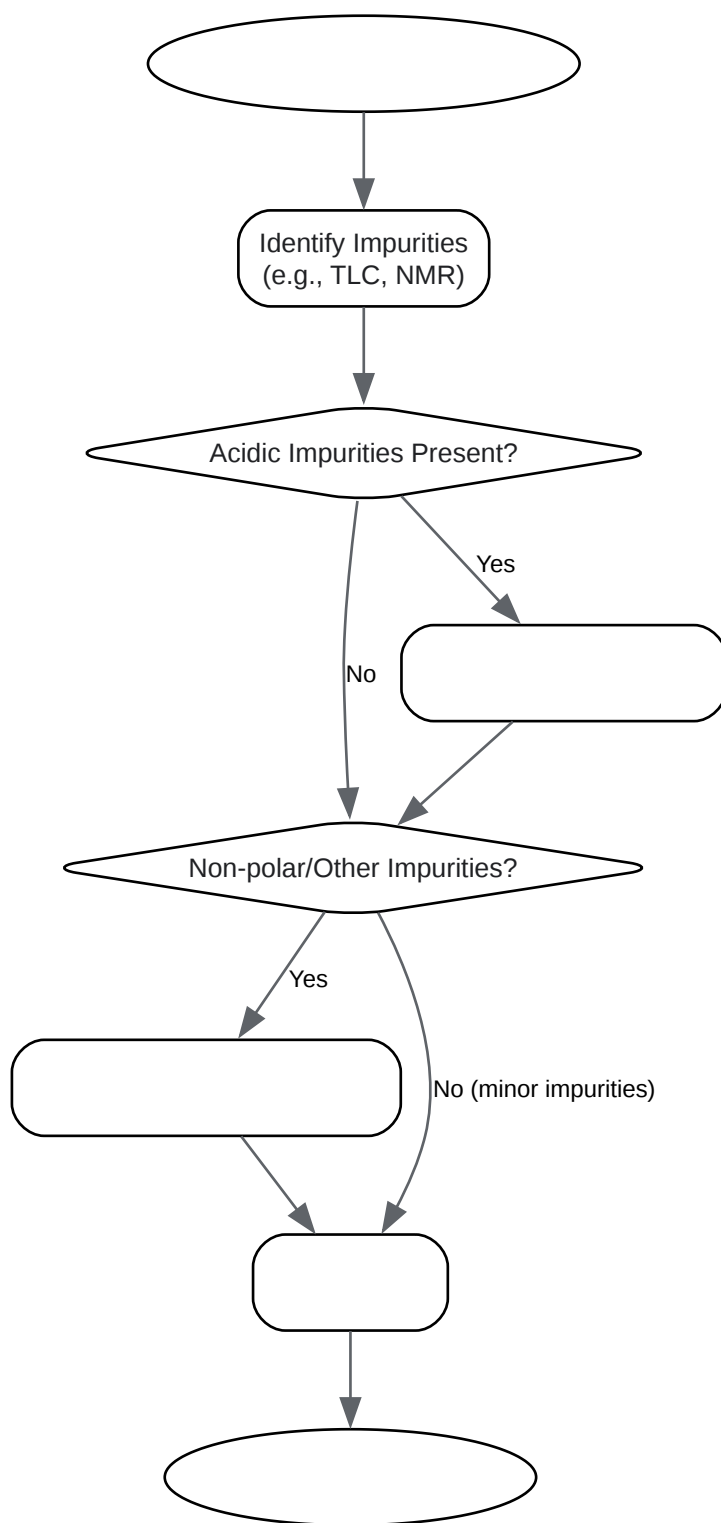 Identify Impurities
(e.g., TLC, NMR)
Acidic Impurities Present?
Yes
No
Non-polar/Other Impurities?
Yes
No (minor impurities)